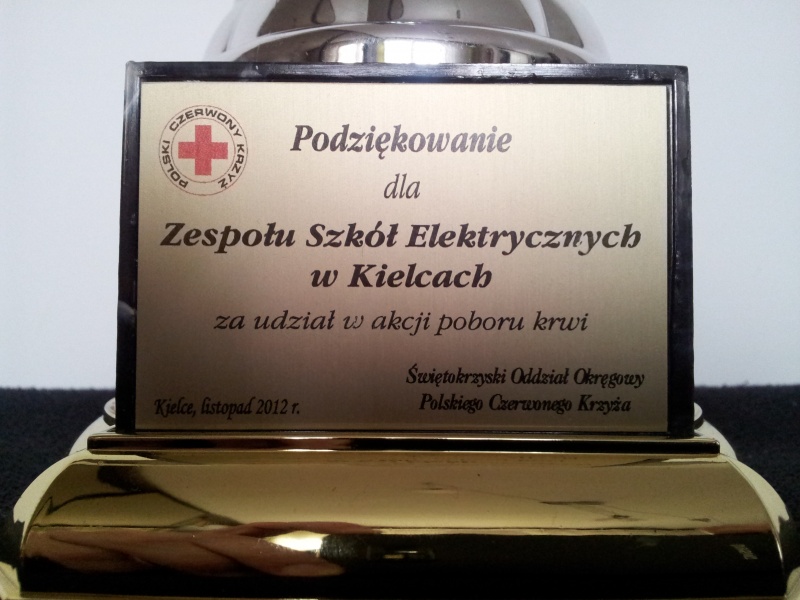 POLSKI CZERWONY KRZYŻ
Podziękowanie
dla
Zespołu Szkół Elektrycznych
w Kielcach
za udział w akcji poboru krwi
Świętokrzyski Oddział Okręgowy
Polskiego Czerwonego Krzyża
Kielce, listopad 2012 r.